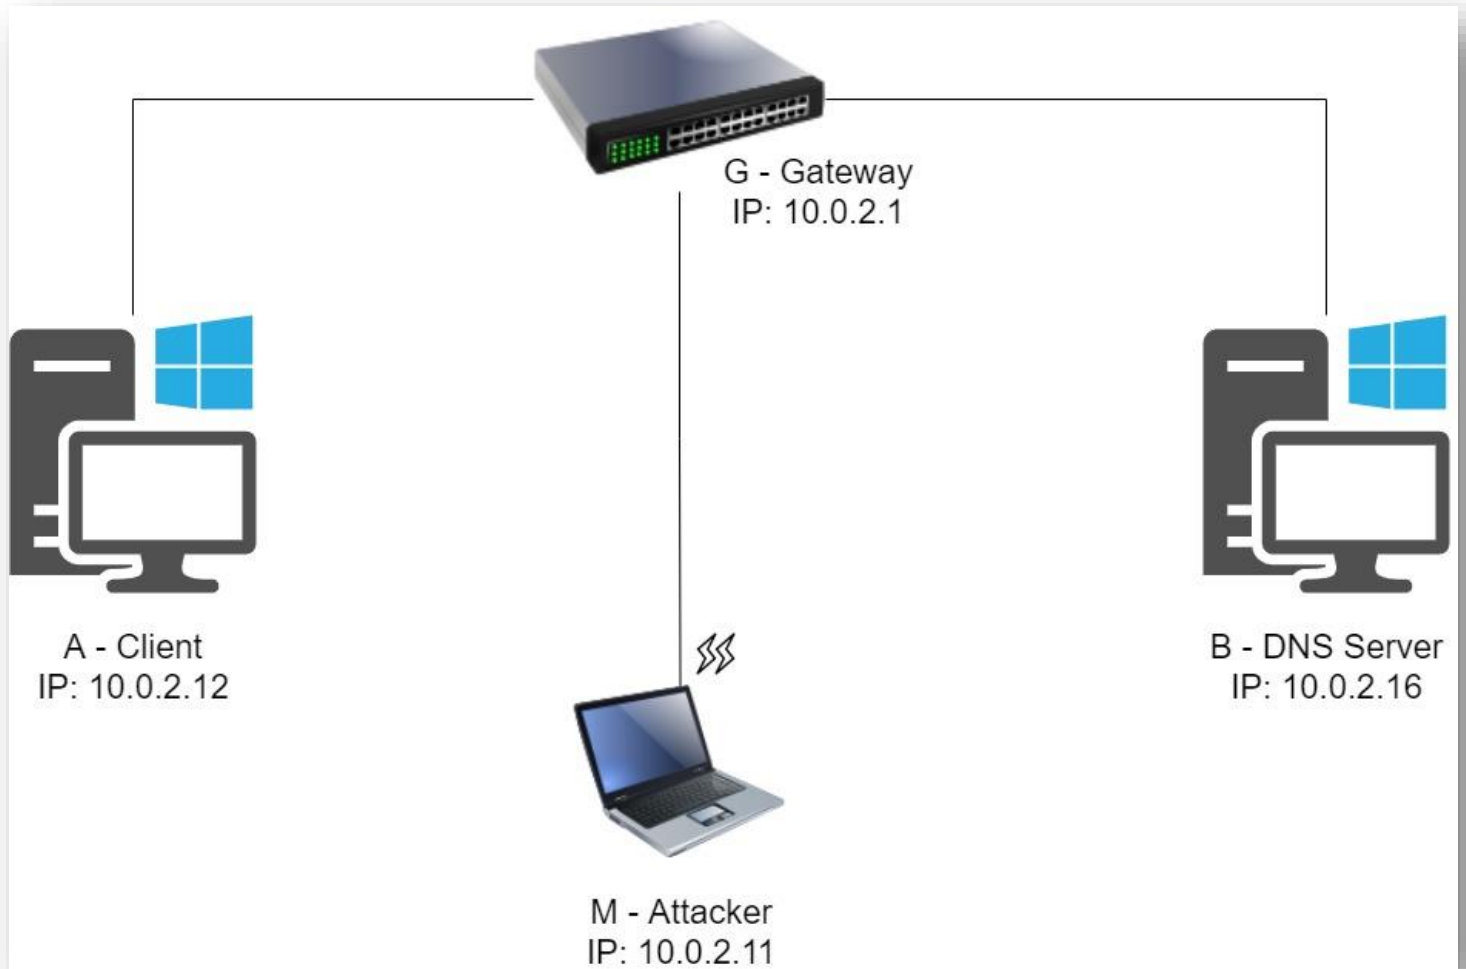 G - Gateway
IP: 10.0.2.1
A - Client
IP: 10.0.2.12
B - DNS Server
IP: 10.0.2.16
M - Attacker
IP: 10.0.2.11